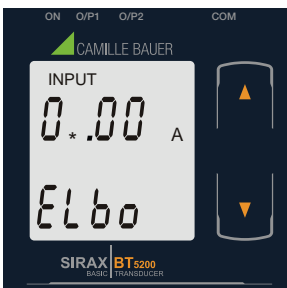 ON O/P1 O/P2 COM
CAMILLE BAUER
INPUT
0*.00 A
ELbo
SIRAX BT5200
BASIC TRANSDUCER